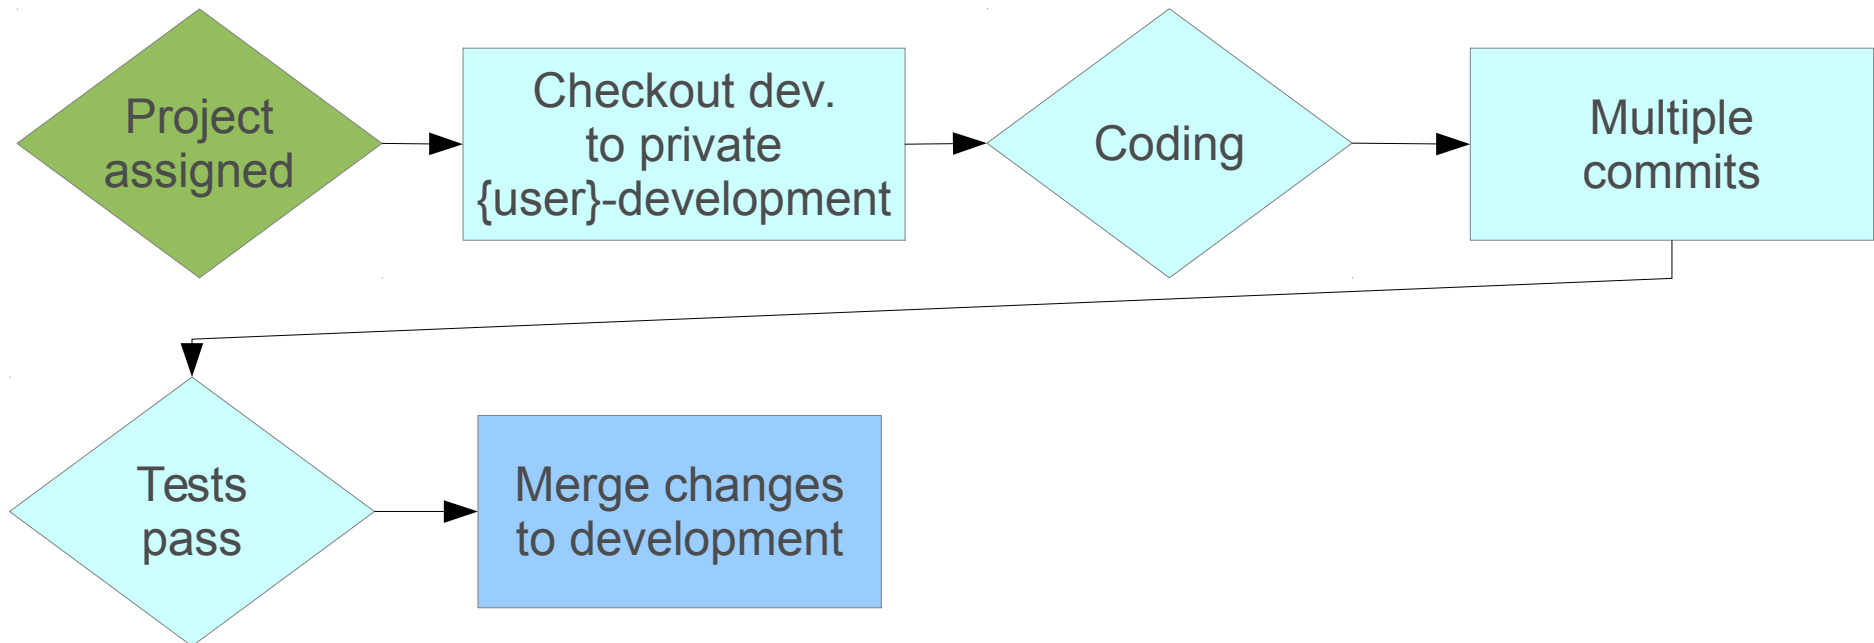 Project
assigned
Checkout dev.
to private
{user}-development
Coding
Multiple
commits
Tests
pass
Merge changes
to development